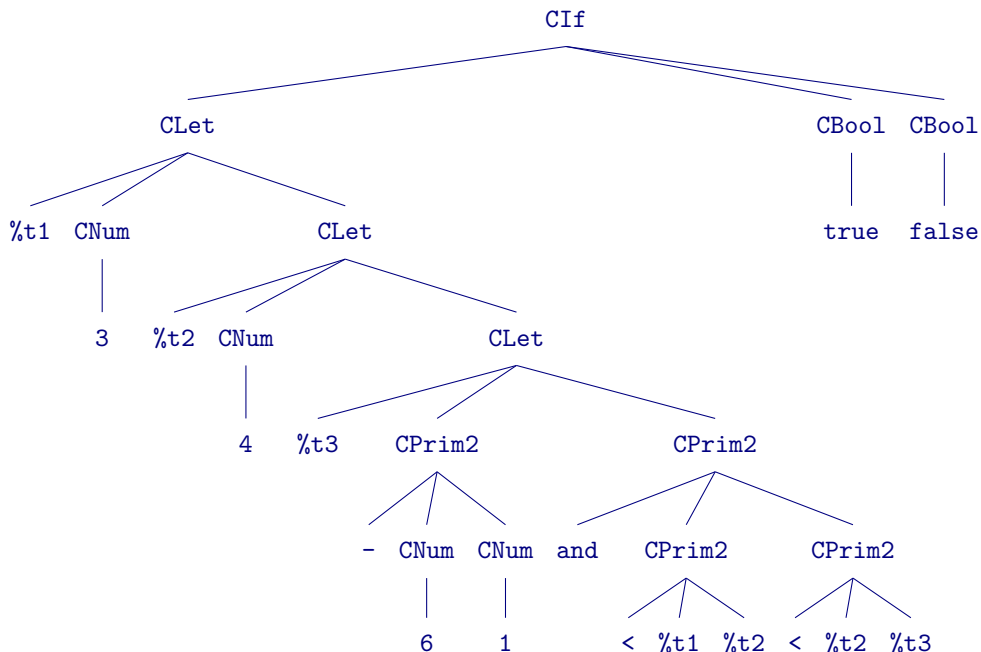 CIf
CLet CBool CBool
%t1 CNum CLet true false
3 %t2 CNum CLet
4 %t3 CPrim2 CPrim2
- CNum CNum and CPrim2 CPrim2
6 1 < %t1 %t2 < %t2 %t3